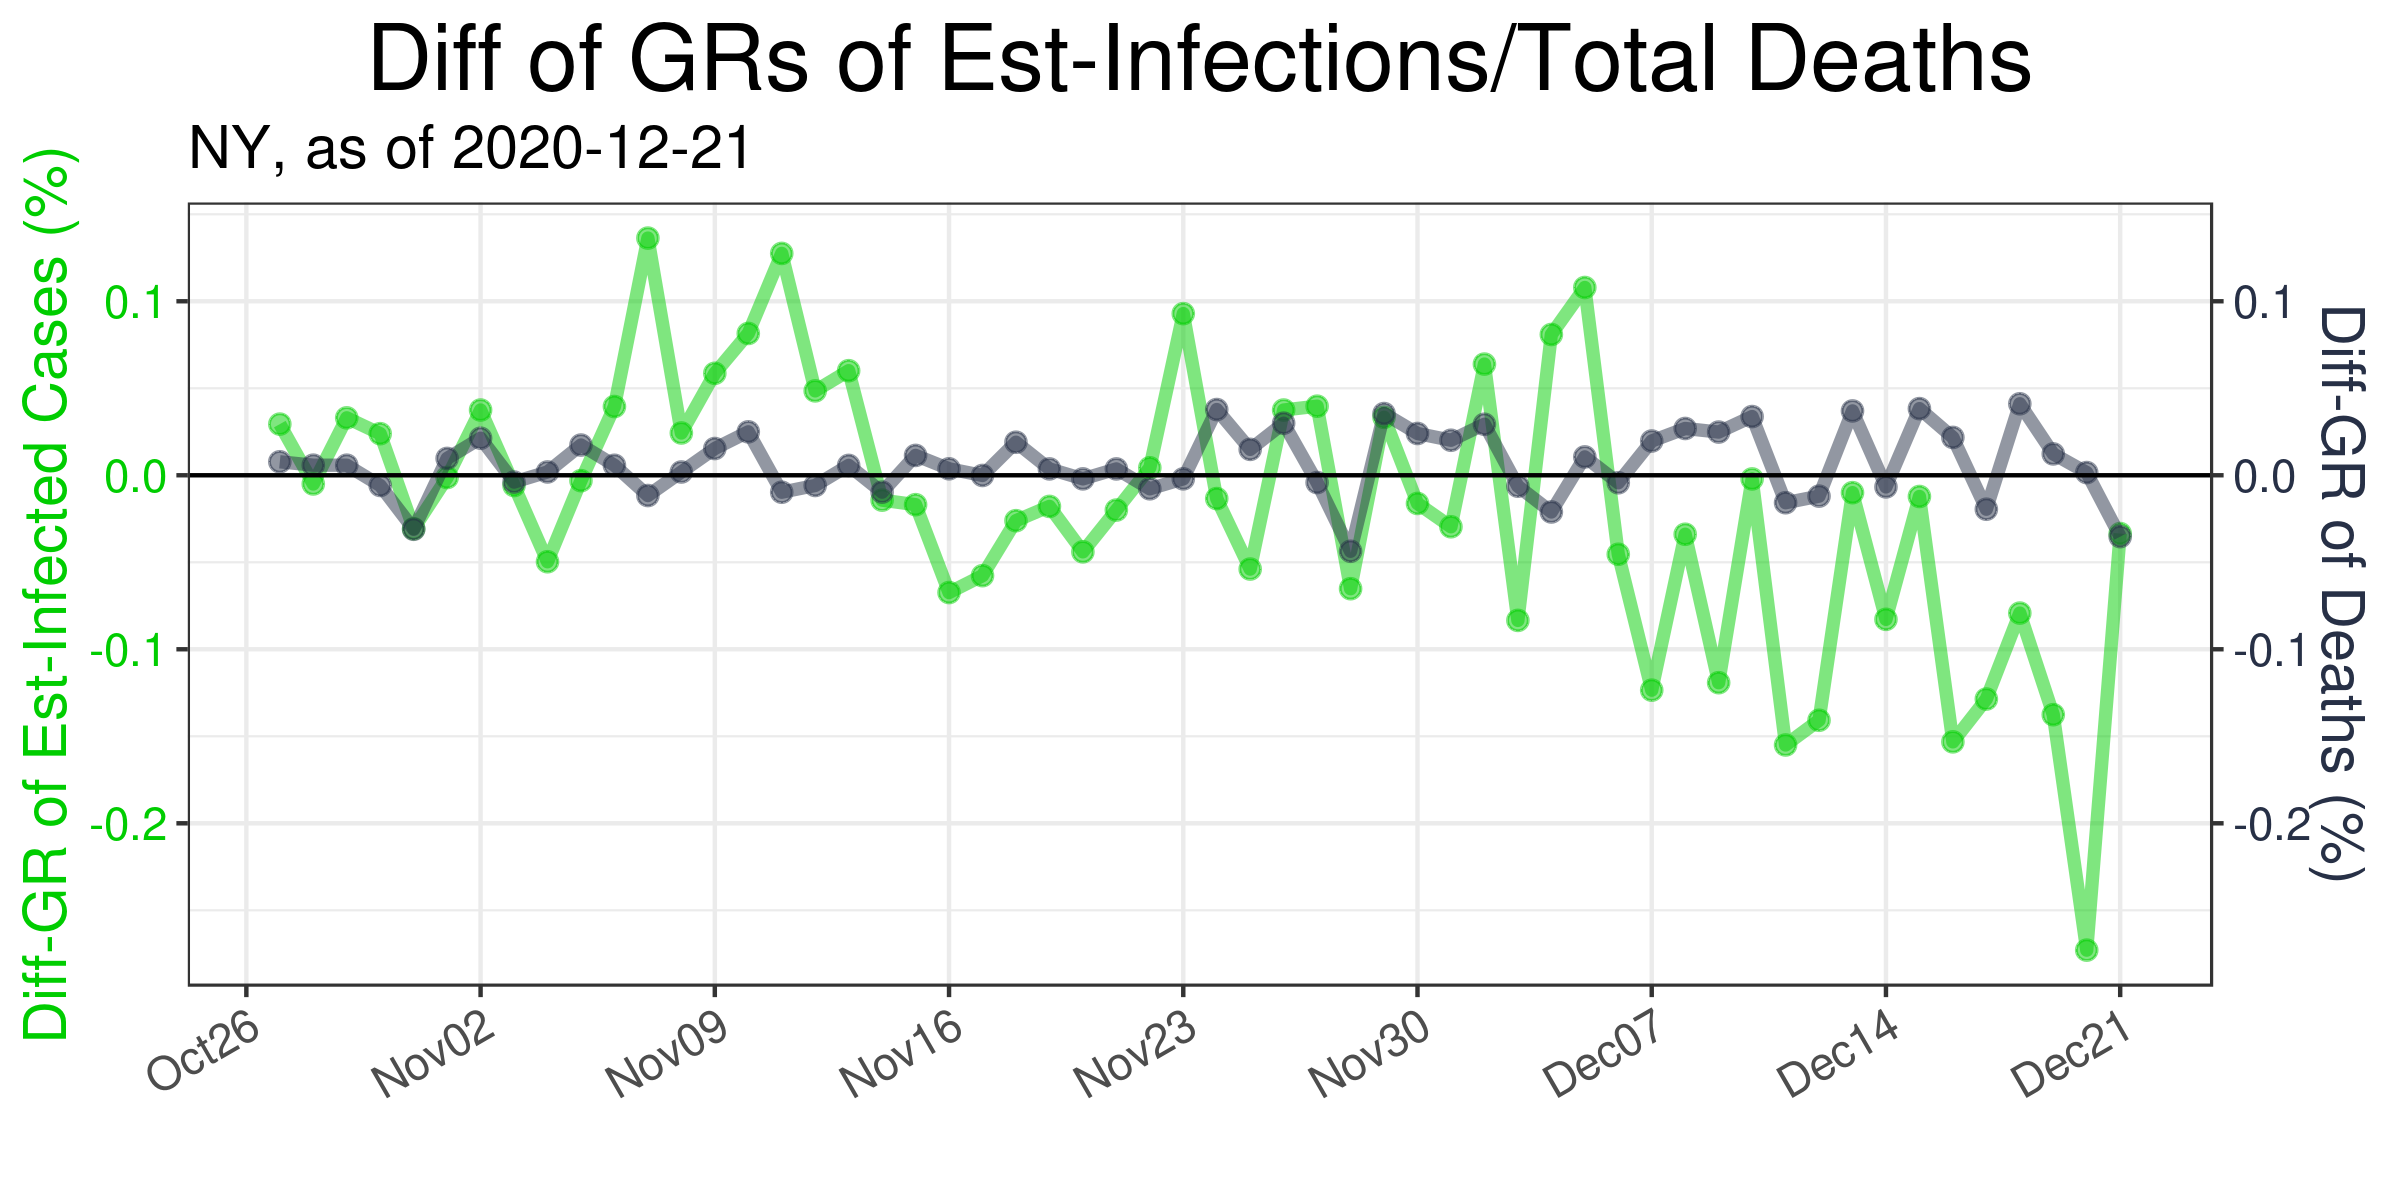 Diff of GRs of Est-Infections/Total Deaths
NY, as of 2020-12-21
Diff-GR of Est-Infected Cases (%)
0.1
0.0
-0.1
-0.2
0.1
0.0
-0.1
-0.2
Diff-GR of Deaths (%)
Oct26
Nov02
Nov09
Nov16
Nov23
Nov30
Dec07
Dec14
Dec21